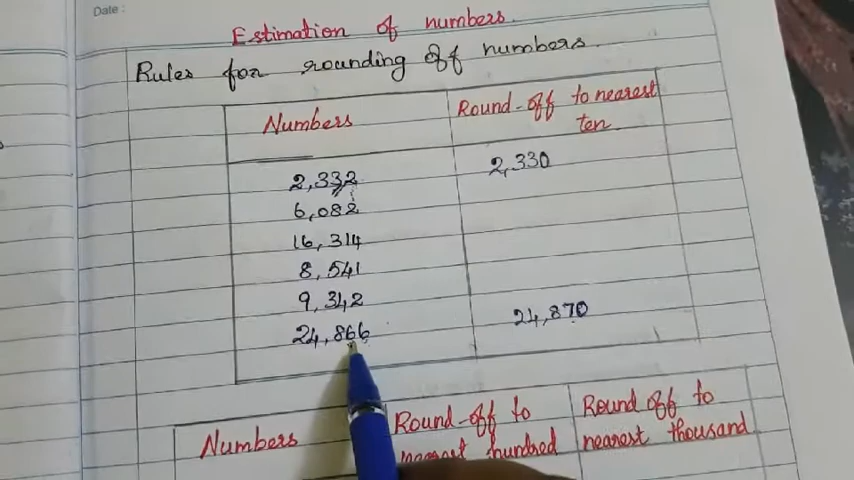 Date :
Estimation of numbers.
Rules for rounding off numbers.
Numbers Round-off to nearest ten
2,332 2,330
6,082
16,314
8,541
9,342
24,866 24,870
Numbers Round-off to nearest hundred Round off to nearest thousand